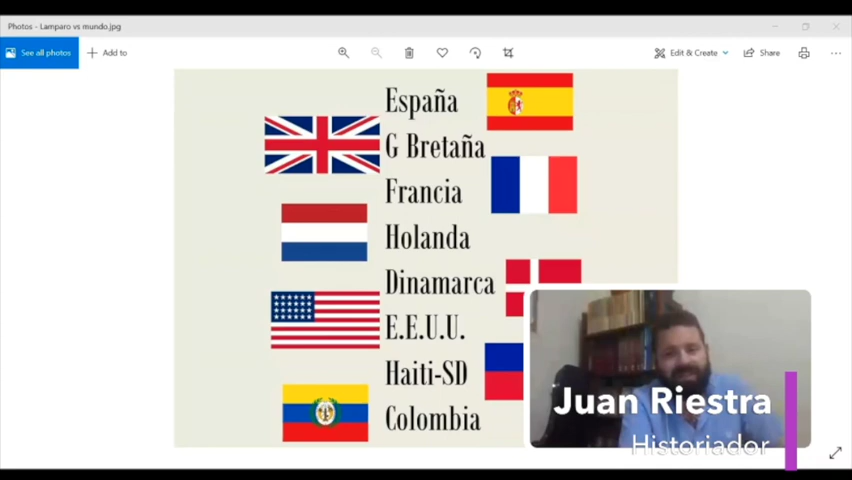 Photos - Lamparo vs mundo.jpg
See all photos
Add to
Edit & Create
Share
España
G Bretaña
Francia
Holanda
Dinamarca
E.E.U.U.
Haiti-SD
Colombia
Juan Riestra
Historiador